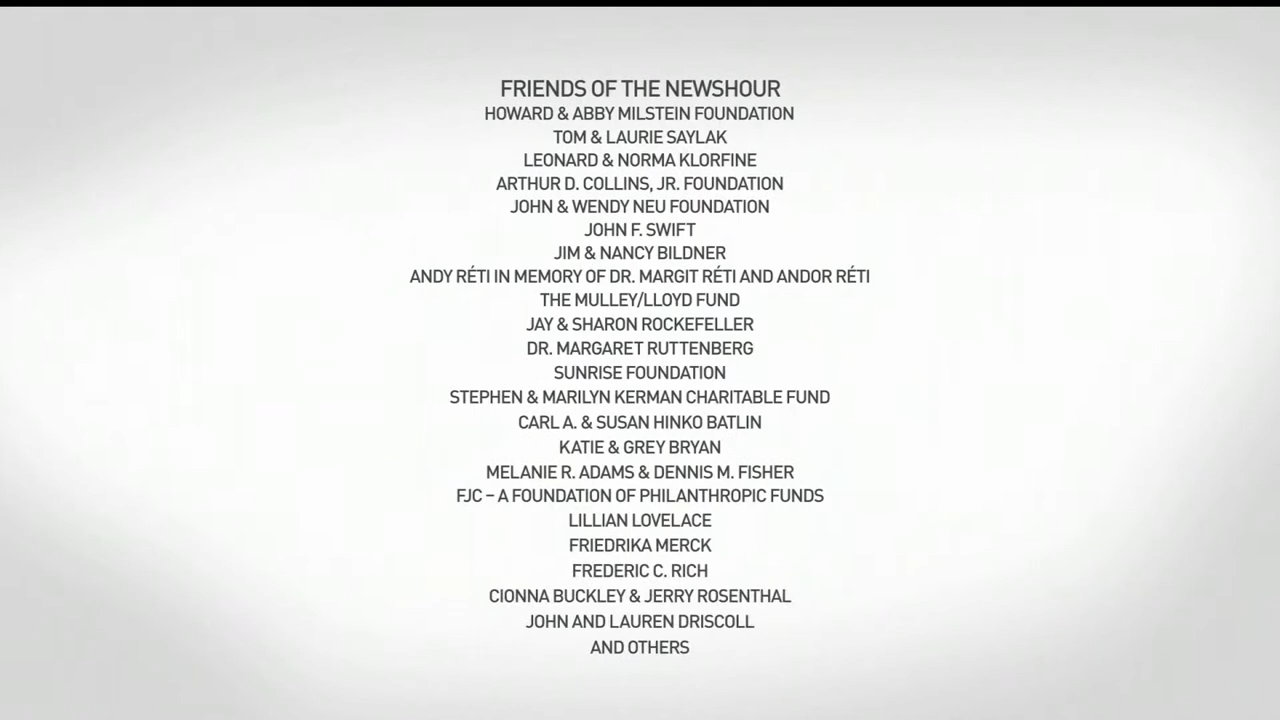 FRIENDS OF THE NEWSHOUR
HOWARD & ABBY MILSTEIN FOUNDATION
TOM & LAURIE SAYLAK
LEONARD & NORMA KLORFINE
ARTHUR D. COLLINS, JR. FOUNDATION
JOHN & WENDY NEU FOUNDATION
JOHN F. SWIFT
JIM & NANCY BILDNER
ANDY RÉTI IN MEMORY OF DR. MARGIT RÉTI AND ANDOR RÉTI
THE MULLEY/LLOYD FUND
JAY & SHARON ROCKEFELLER
DR. MARGARET RUTTENBERG
SUNRISE FOUNDATION
STEPHEN & MARILYN KERMAN CHARITABLE FUND
CARL A. & SUSAN HINKO BATLIN
KATIE & GREY BRYAN
MELANIE R. ADAMS & DENNIS M. FISHER
FJC – A FOUNDATION OF PHILANTHROPIC FUNDS
LILLIAN LOVELACE
FRIEDRIKA MERCK
FREDERIC C. RICH
CIONNA BUCKLEY & JERRY ROSENTHAL
JOHN AND LAUREN DRISCOLL
AND OTHERS